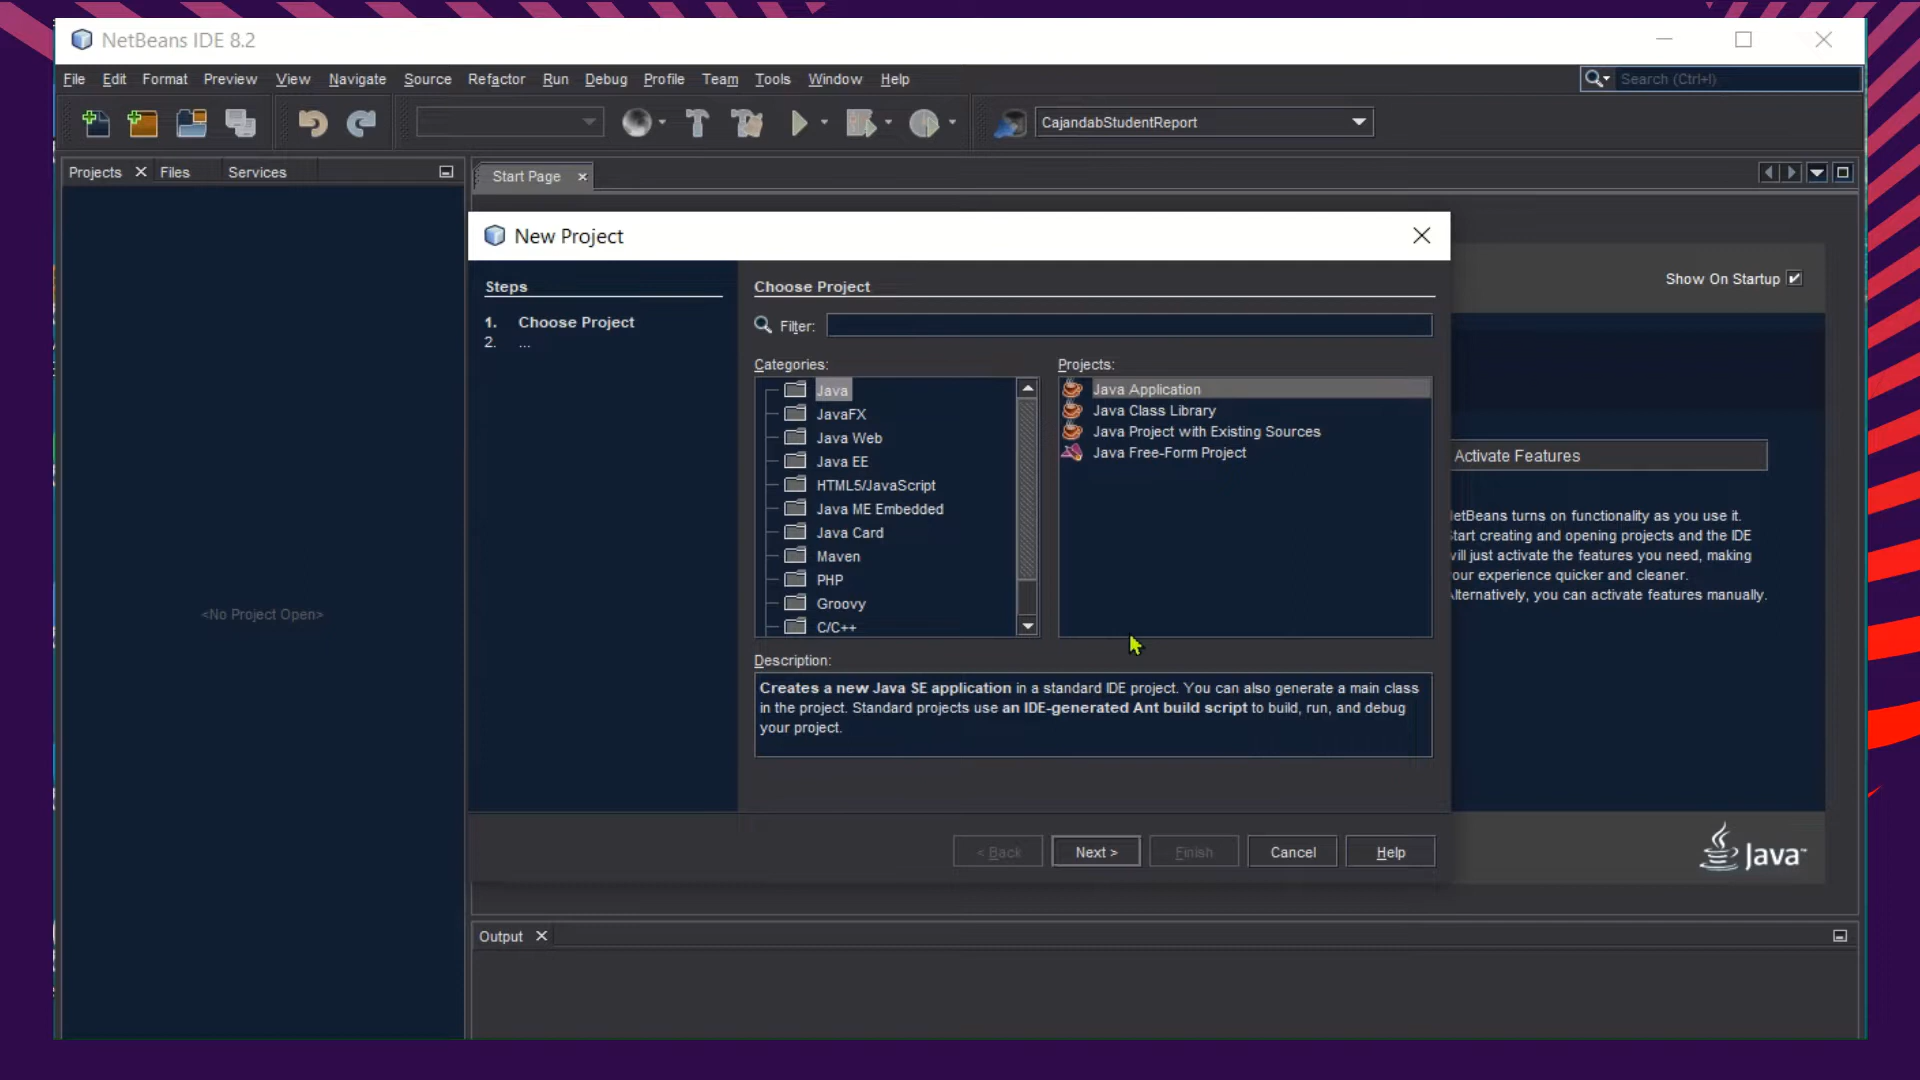 NetBeans IDE 8.2
File Edit Format Preview View Navigate Source Refactor Run Debug Profile Team Tools Window Help
Search (Ctrl+I)
CajandabStudentReport
Projects Files Services
Start Page
New Project
Show On Startup
Steps
Choose Project
1. Choose Project
2. ...
Filter:
Categories:
Projects:
Java
JavaFX
Java Web
Java EE
HTML5/JavaScript
Java ME Embedded
Java Card
Maven
PHP
Groovy
C/C++
Java Application
Java Class Library
Java Project with Existing Sources
Java Free-Form Project
Activate Features
etBeans turns on functionality as you use it.
tart creating and opening projects and the IDE
ill just activate the features you need, making
our experience quicker and cleaner.
lternatively, you can activate features manually.
<No Project Open>
Description:
Creates a new Java SE application in a standard IDE project. You can also generate a main class
in the project. Standard projects use an IDE-generated Ant build script to build, run, and debug
your project.
< Back Next > Finish Cancel Help
Java™
Output